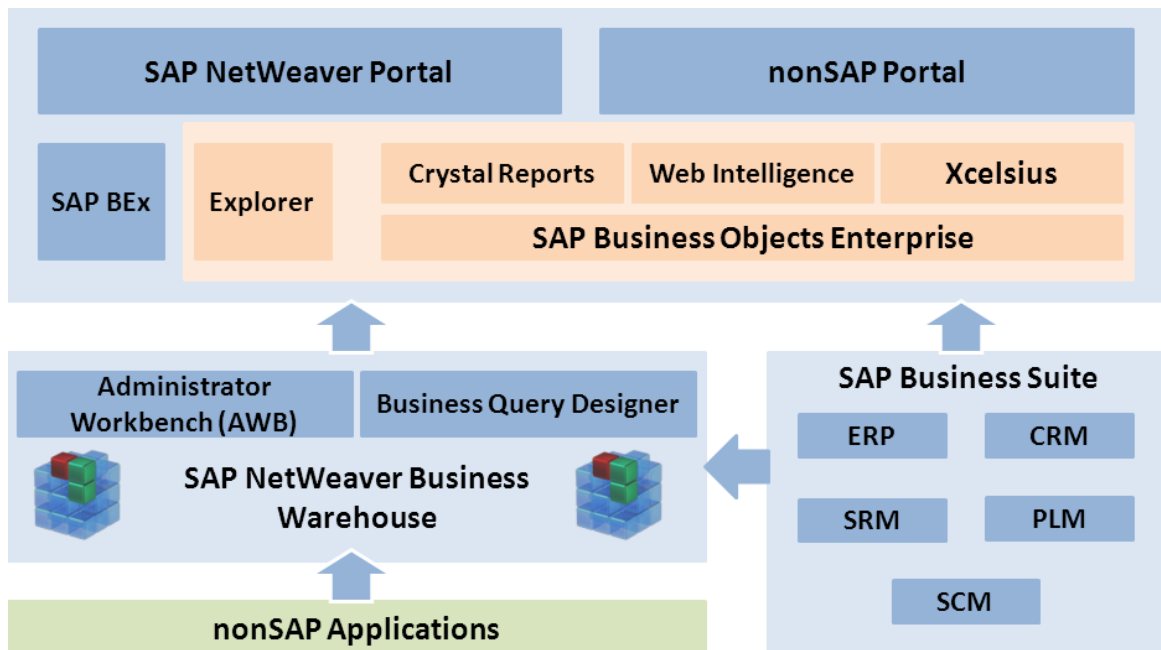 SAP NetWeaver Portal
nonSAP Portal
SAP BEx
Explorer
Crystal Reports
Web Intelligence
Xcelsius
SAP Business Objects Enterprise
Administrator
Workbench (AWB)
Business Query Designer
SAP NetWeaver Business
Warehouse
nonSAP Applications
SAP Business Suite
ERP
CRM
SRM
PLM
SCM